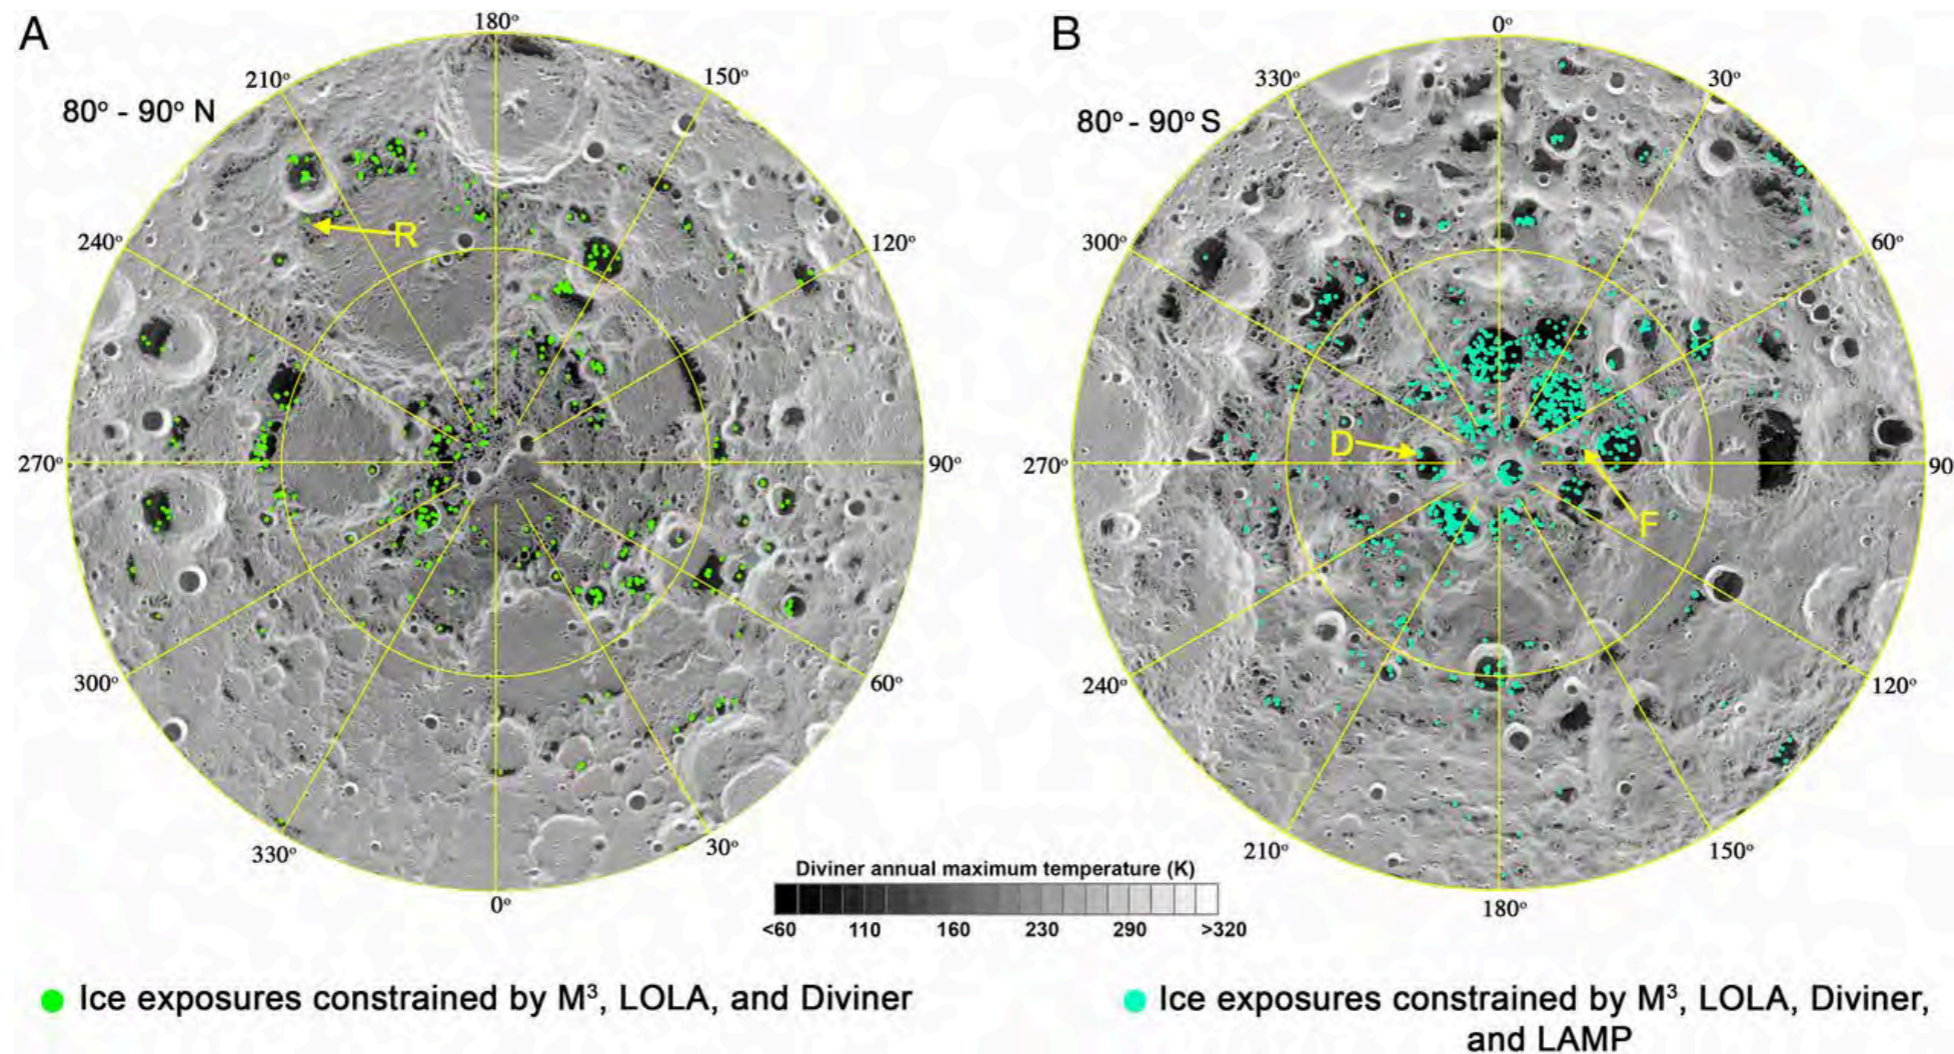 A
80° - 90° N
180°
150°
120°
90°
60°
30°
0°
330°
300°
270°
240°
210°
R
B
80° - 90° S
0°
30°
60°
90
120°
150°
180°
210°
240°
270°
300°
330°
D
F
Diviner annual maximum temperature (K)
<60 110 160 230 290 >320
Ice exposures constrained by M³, LOLA, and Diviner
Ice exposures constrained by M³, LOLA, Diviner,
and LAMP